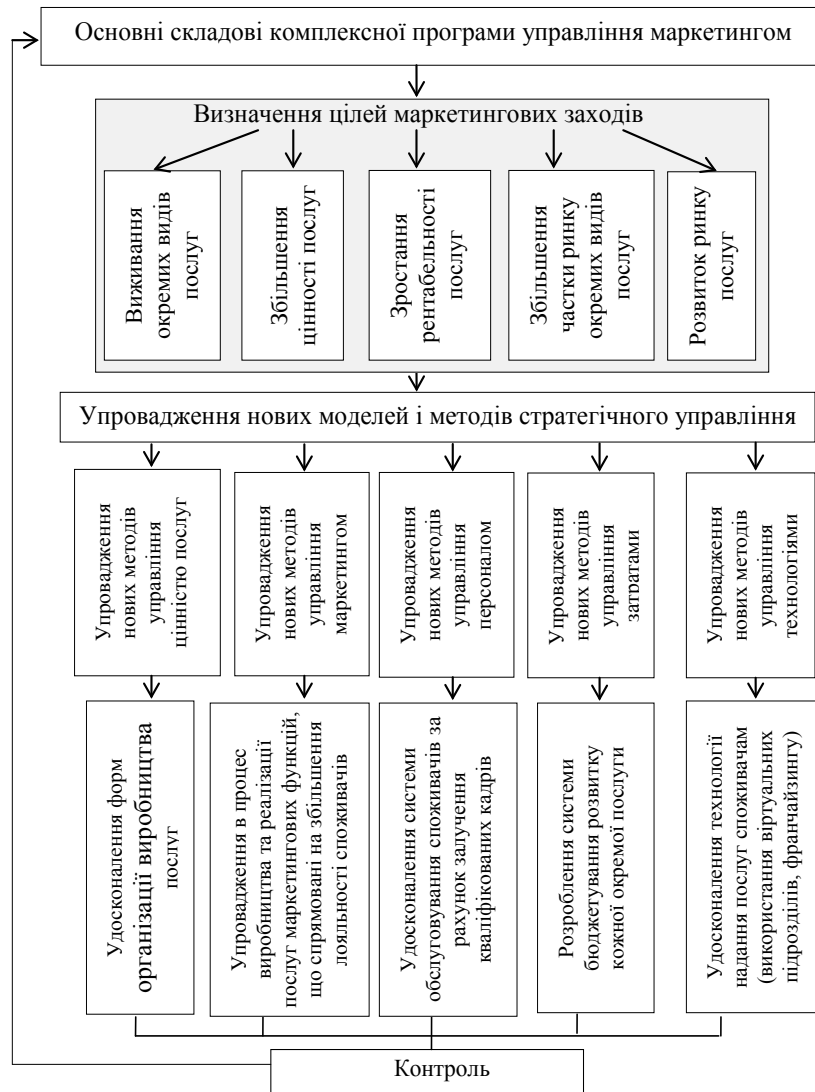 Основні складові комплексної програми управління маркетингом
Визначення цілей маркетингових заходів
Виживання
окремих видів
послуг
Збільшення
цінності послуг
Зростання
рентабельності
послуг
Збільшення
частки ринку
окремих видів
послуг
Розвиток ринку
послуг
Упровадження нових моделей і методів стратегічного управління
Упровадження
нових методів
управління
цінністю послуг
Упровадження
нових методів
управління
маркетингом
Упровадження
нових методів
управління
персоналом
Упровадження
нових методів
управління
затратами
Упровадження
нових методів
управління
технологіями
Удосконалення форм
організації виробництва
послуг
Упровадження в процес
виробництва та реалізації
послуг маркетингових функцій,
що спрямовані на збільшення
лояльності споживачів
Удосконалення системи
обслуговування споживачів за
рахунок залучення
кваліфікованих кадрів
Розроблення системи
бюджетування розвитку
кожної окремої послуги
Удосконалення технології
надання послуг споживачам
(використання віртуальних
підрозділів, франчайзингу)
Контроль